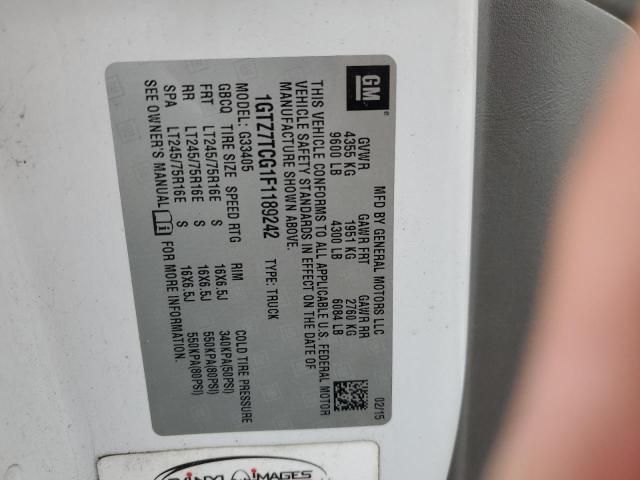 GM
MFD BY GENERAL MOTORS LLC
02/15
GVWR GAWR FRT GAWR RR
4355 KG 1951 KG 2760 KG
9600 LB 4300 LB 6084 LB
THIS VEHICLE CONFORMS TO ALL APPLICABLE U.S. FEDERAL MOTOR
VEHICLE SAFETY STANDARDS IN EFFECT ON THE DATE OF
MANUFACTURE SHOWN ABOVE.
1GTZ7TCG1F1189242 TYPE: TRUCK
MODEL: G33405
GBCQ TIRE SIZE SPEED RTG RIM COLD TIRE PRESSURE
FRT LT245/75R16E S 16X6.5J 340KPA(50PSI)
RR LT245/75R16E S 16X6.5J 550KPA(80PSI)
SPA LT245/75R16E S 16X6.5J 550KPA(80PSI)
SEE OWNER'S MANUAL FOR MORE INFORMATION.
IMAGES